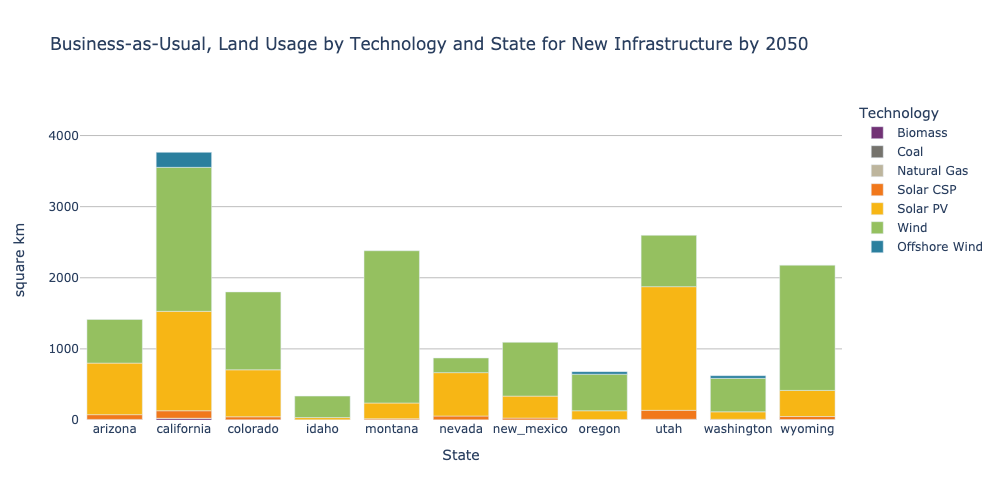 Business-as-Usual, Land Usage by Technology and State for New Infrastructure by 2050
Technology
Biomass
Coal
Natural Gas
Solar CSP
Solar PV
Wind
Offshore Wind
square km
4000
3000
2000
1000
0
arizona california colorado idaho montana nevada new_mexico oregon utah washington wyoming
State